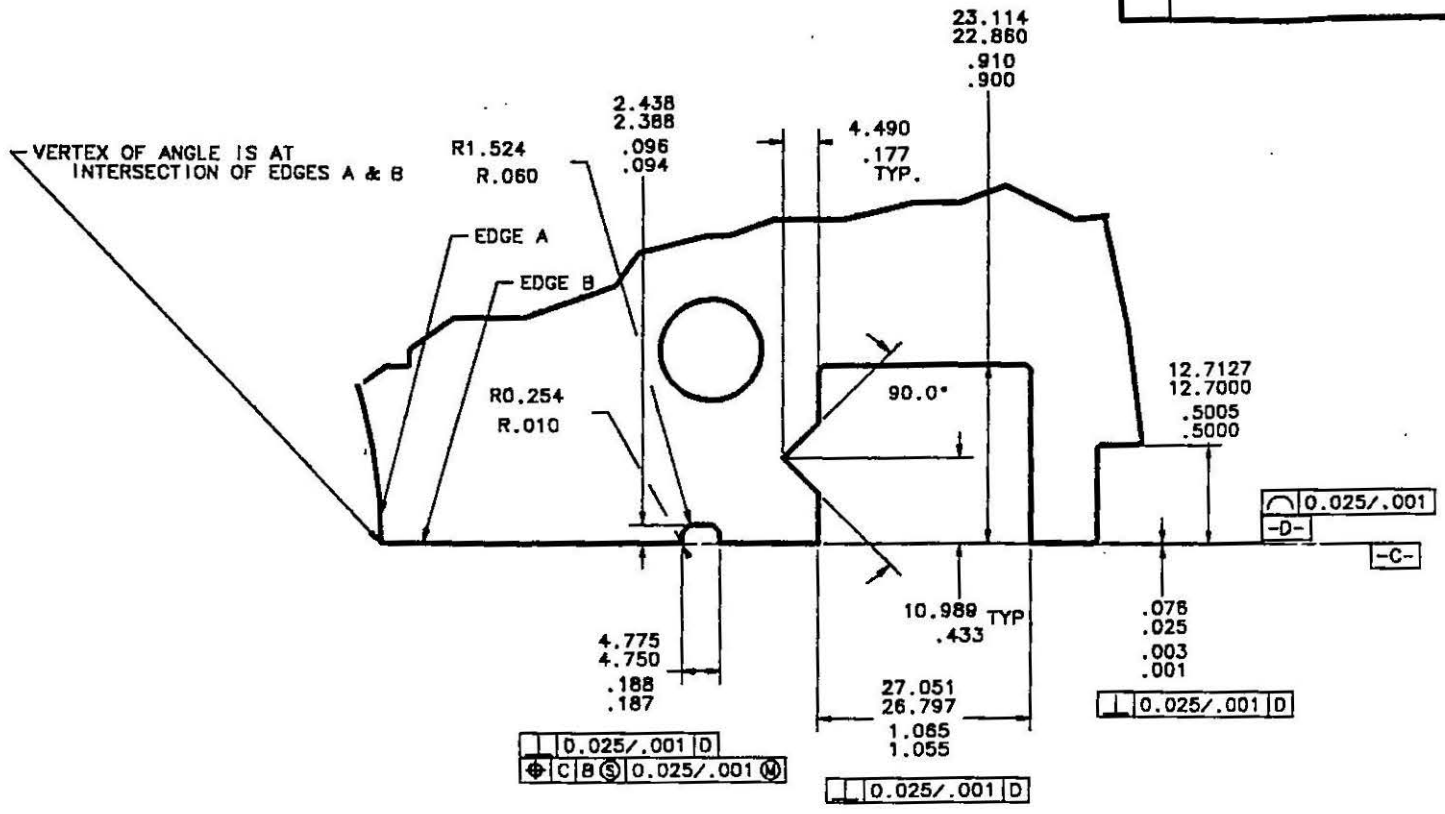 23.114
22.860
.910
.900
2.438
2.388
.096
.094
4.490
.177
TYP.
VERTEX OF ANGLE IS AT
INTERSECTION OF EDGES A & B
R1.524
R.060
EDGE A
EDGE B
R0.254
R.010
90.0°
12.7127
12.7000
.5005
.5000
⌓ 0.025/.001
-D-
-C-
10.989 TYP
.433
.076
.025
.003
.001
⊥ 0.025/.001 D
4.775
4.750
.188
.187
⊥ 0.025/.001 D
⌖ C B Ⓢ 0.025/.001 Ⓜ
27.051
26.797
1.065
1.055
⊥ 0.025/.001 D